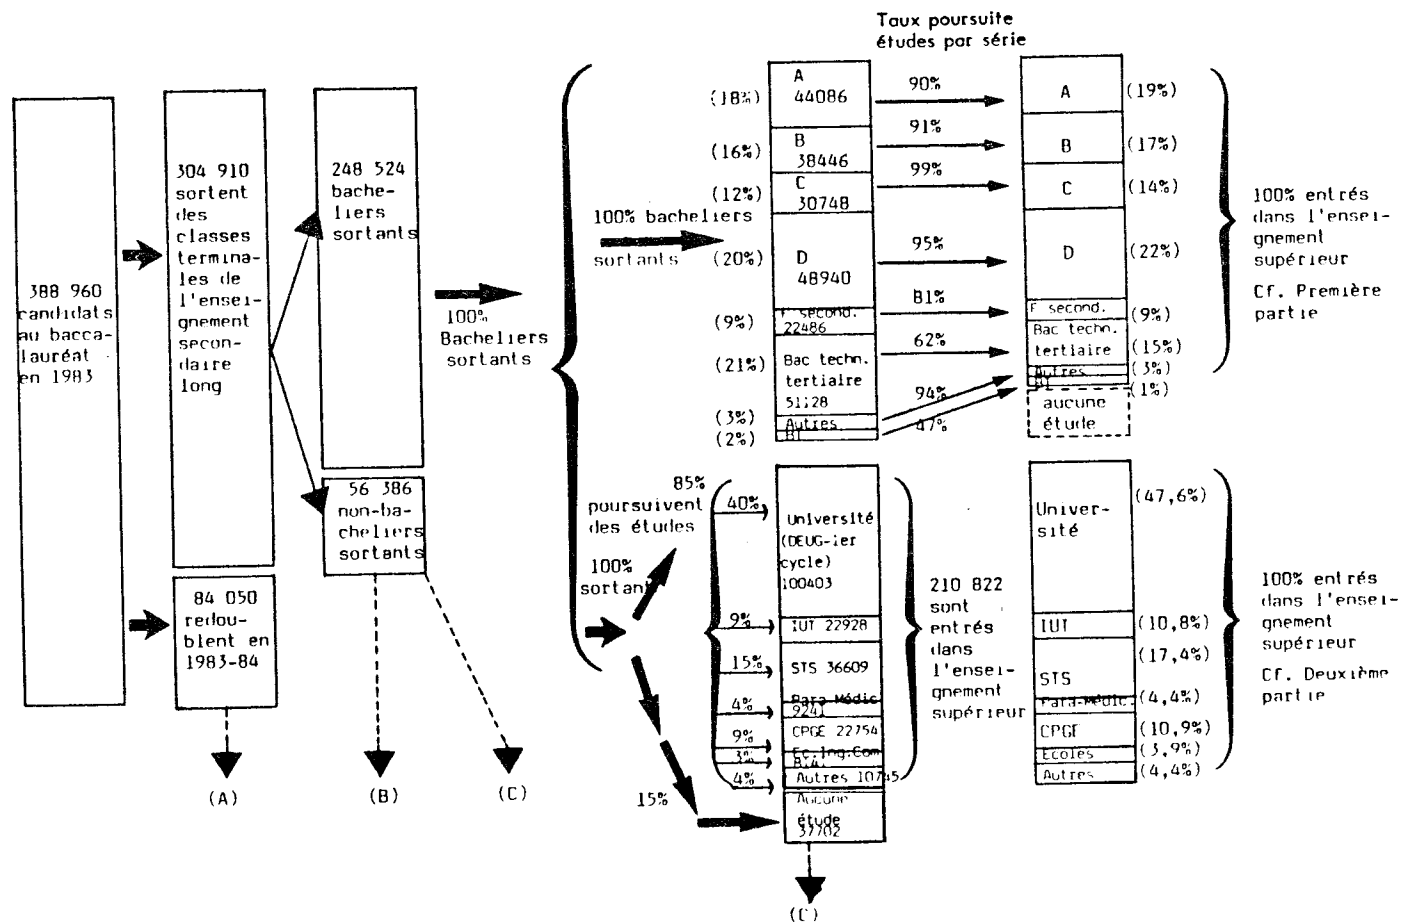 Taux poursuite
études par série
388 960
candidats
au bacca-
lauréat
en 1983
304 910
sortent
des
classes
termina-
les de
l'ensei-
gnement
secon-
daire
long
84 050
redou-
blent en
1983-84
(A)
248 524
bache-
liers
sortants
56 386
non-ba-
cheliers
sortants
(B)
(C)
100%
Bacheliers
sortants
100% bacheliers
sortants
(18%)
(16%)
(12%)
(20%)
(9%)
(21%)
(3%)
(2%)
A
44086
B
38446
C
30748
D
48940
F second.
22486
Bac techn.
tertiaire
51128
Autres
BT
90%
91%
99%
95%
81%
62%
94%
47%
A
B
C
D
F second.
Bac techn.
tertiaire
Autres
BT
aucune
étude
(19%)
(17%)
(14%)
(22%)
(9%)
(15%)
(3%)
(1%)
100% entrés
dans l'ensei-
gnement
supérieur
Cf. Première
partie
85%
poursuivent
des études
100%
sortant
15%
40%
9%
15%
4%
9%
3%
4%
Université
(DEUG-ier
cycle)
100403
IUT 22928
STS 36609
Para Médic
9241
CPGE 22754
Ec.Ing.Com
8141
Autres 10745
Aucune
étude
37702
(C)
210 822
sont
entrés
dans
l'ensei-
gnement
supérieur
Univer-
sité
IUT
STS
Para-Médic.
CPGE
Ecoles
Autres
(47,6%)
(10,8%)
(17,4%)
(4,4%)
(10,9%)
(3,9%)
(4,4%)
100% entrés
dans l'ensei-
gnement
supérieur
Cf. Deuxième
partie